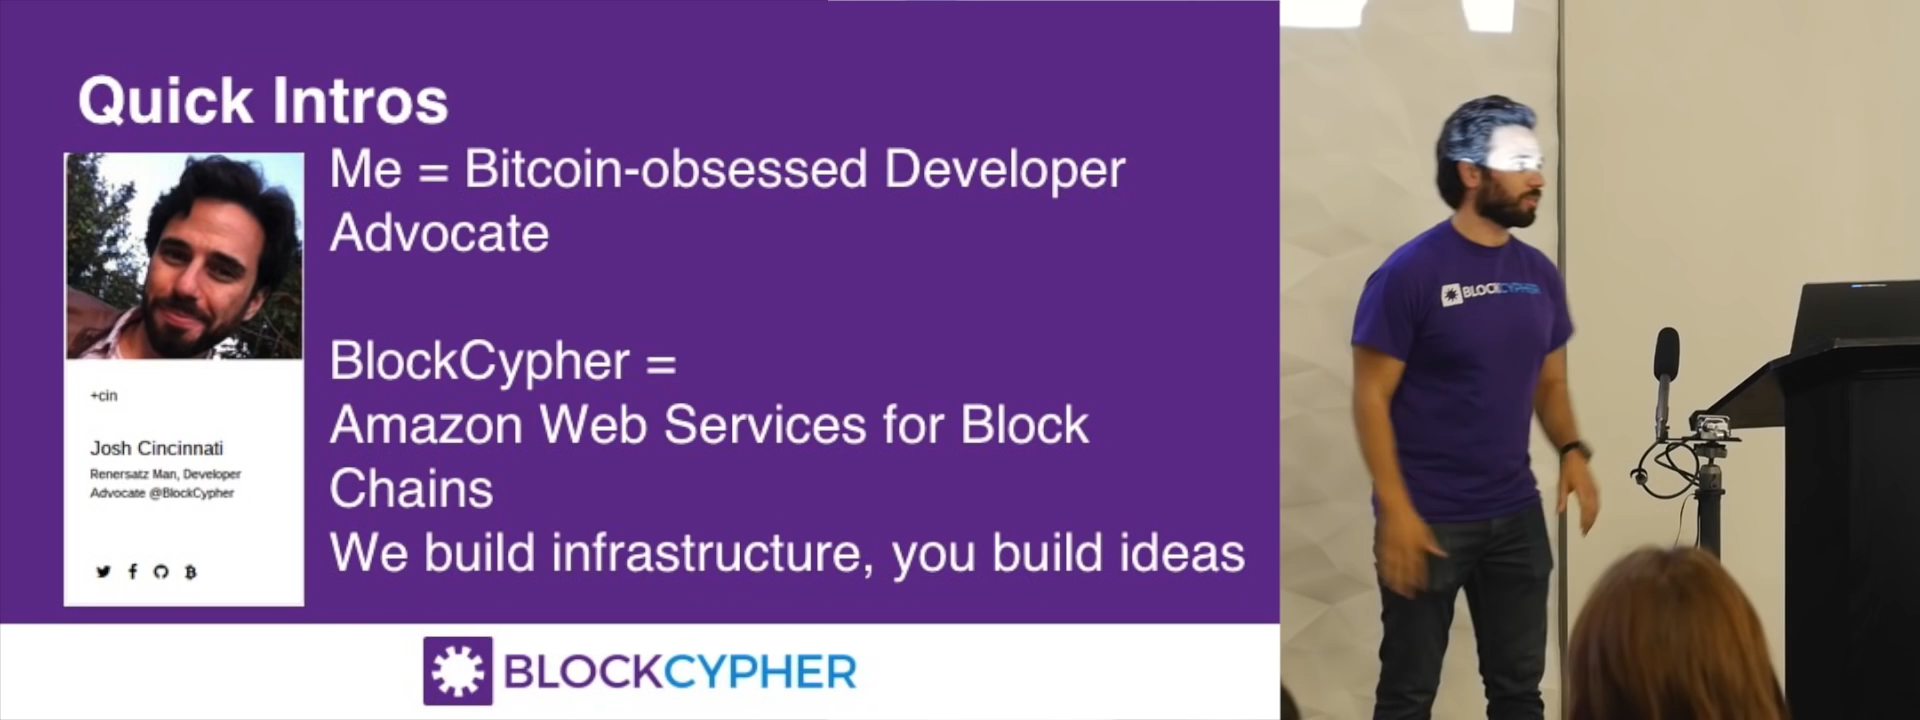 Quick Intros
Me = Bitcoin-obsessed Developer
Advocate
BlockCypher =
Amazon Web Services for Block
Chains
We build infrastructure, you build ideas
+cin
Josh Cincinnati
Renersatz Man, Developer
Advocate @BlockCypher
BLOCKCYPHER
BLOCKCYPHER